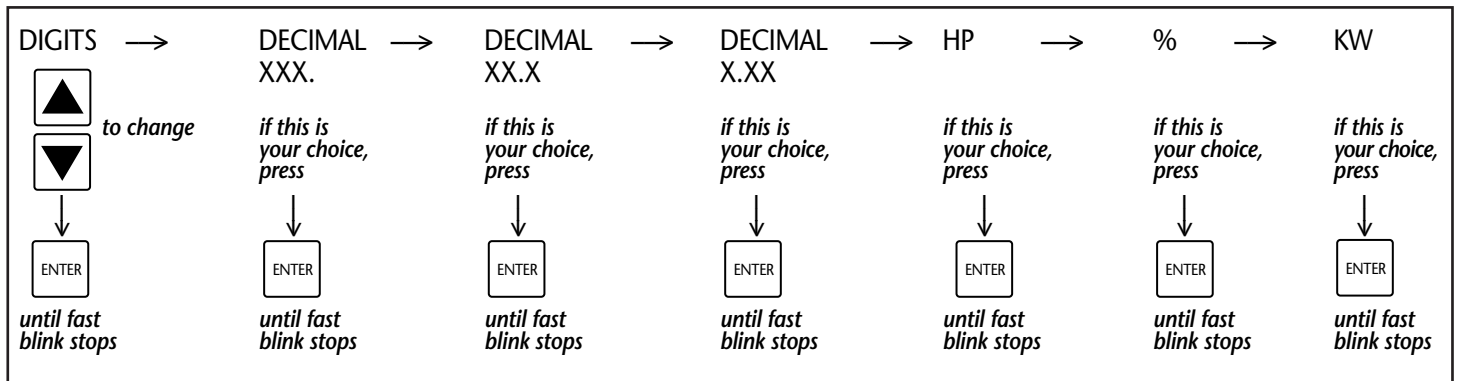 DIGITS → DECIMAL → DECIMAL → DECIMAL → HP → % → KW
XXX. XX.X X.XX
to change
if this is if this is if this is if this is if this is if this is
your choice, your choice, your choice, your choice, your choice, your choice,
press press press press press press
ENTER ENTER ENTER ENTER ENTER ENTER ENTER
until fast until fast until fast until fast until fast until fast until fast
blink stops blink stops blink stops blink stops blink stops blink stops blink stops